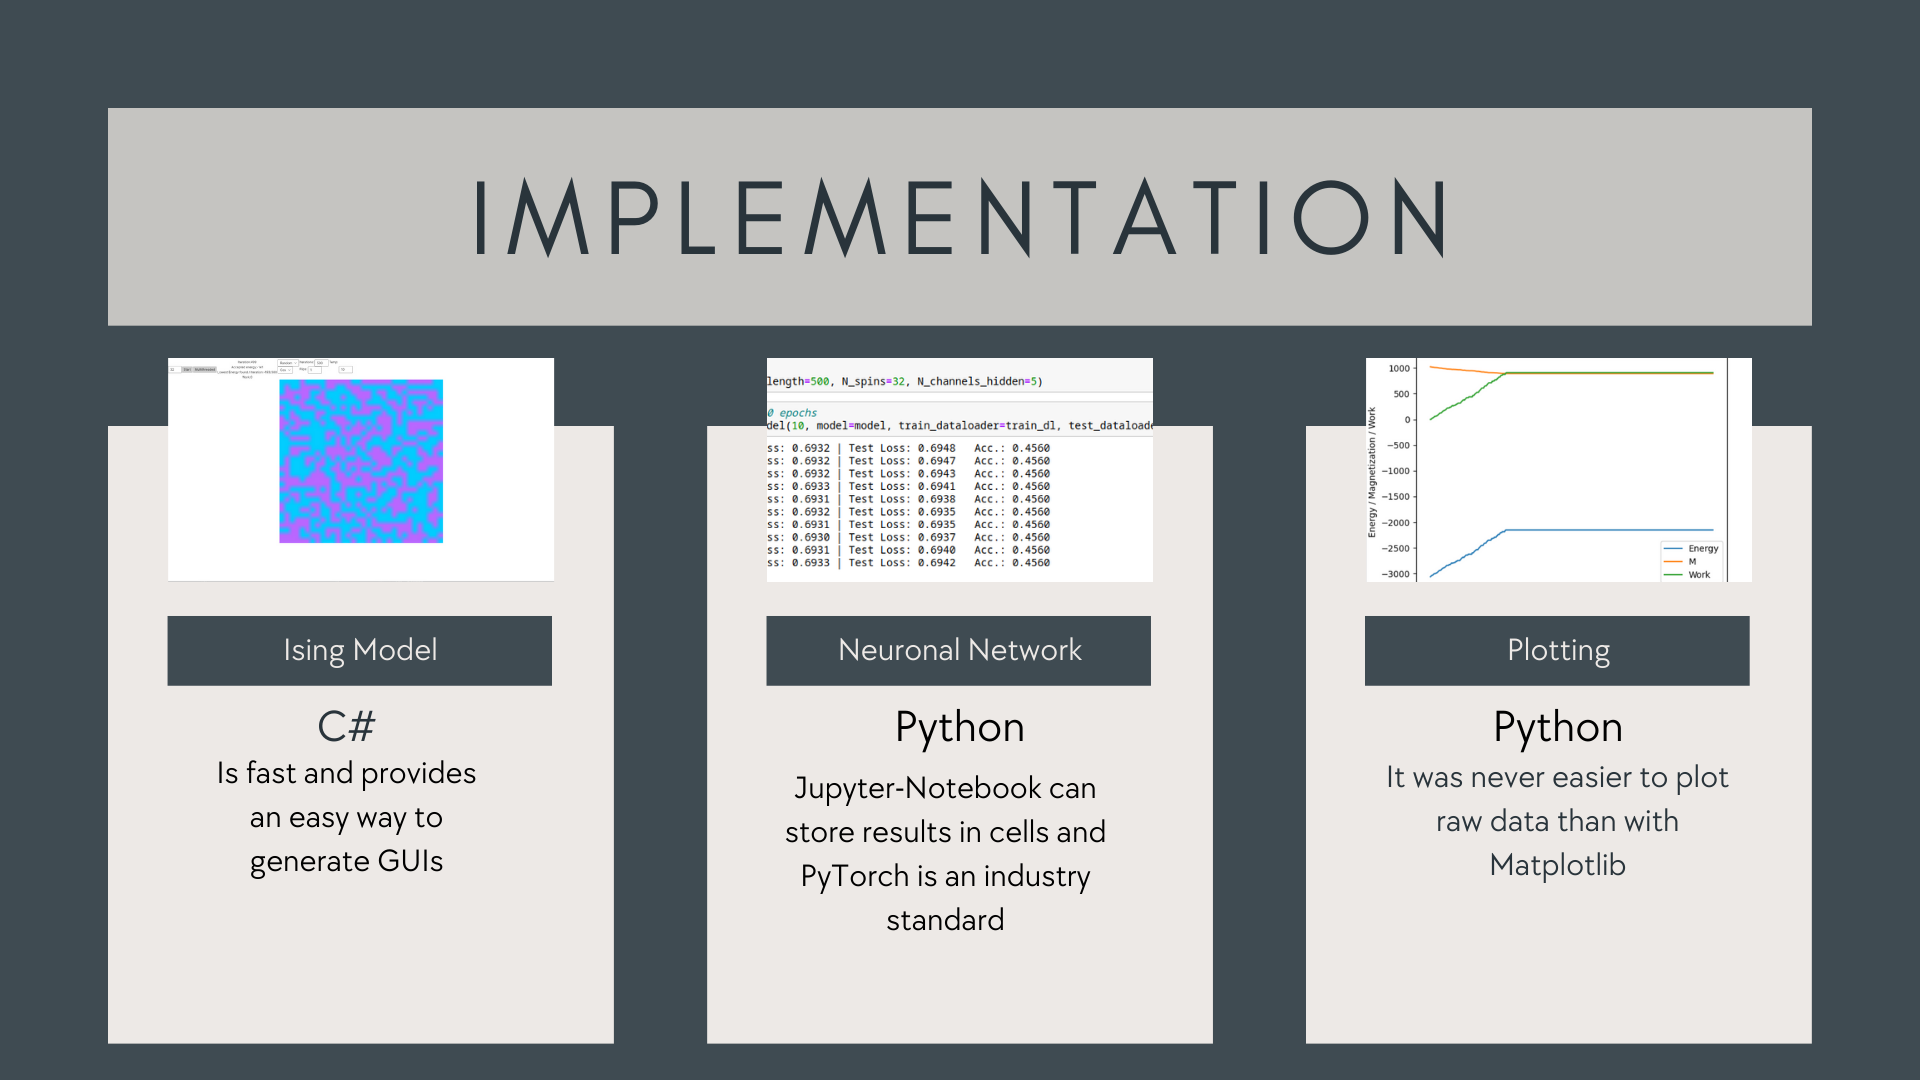 IMPLEMENTATION
length=500, N_spins=32, N_channels_hidden=5)
0 epochs
del(10, model=model, train_dataloader=train_dl, test_dataloade
ss: 0.6932 | Test Loss: 0.6948 Acc.: 0.4560
ss: 0.6932 | Test Loss: 0.6947 Acc.: 0.4560
ss: 0.6932 | Test Loss: 0.6943 Acc.: 0.4560
ss: 0.6933 | Test Loss: 0.6941 Acc.: 0.4560
ss: 0.6931 | Test Loss: 0.6938 Acc.: 0.4560
ss: 0.6932 | Test Loss: 0.6935 Acc.: 0.4560
ss: 0.6931 | Test Loss: 0.6935 Acc.: 0.4560
ss: 0.6930 | Test Loss: 0.6937 Acc.: 0.4560
ss: 0.6931 | Test Loss: 0.6940 Acc.: 0.4560
ss: 0.6933 | Test Loss: 0.6942 Acc.: 0.4560
Energy / Magnetization / Work
1000
500
0
−500
−1000
−1500
−2000
−2500
−3000
Energy
M
Work
Ising Model
C#
Is fast and provides
an easy way to
generate GUIs
Neuronal Network
Python
Jupyter-Notebook can
store results in cells and
PyTorch is an industry
standard
Plotting
Python
It was never easier to plot
raw data than with
Matplotlib